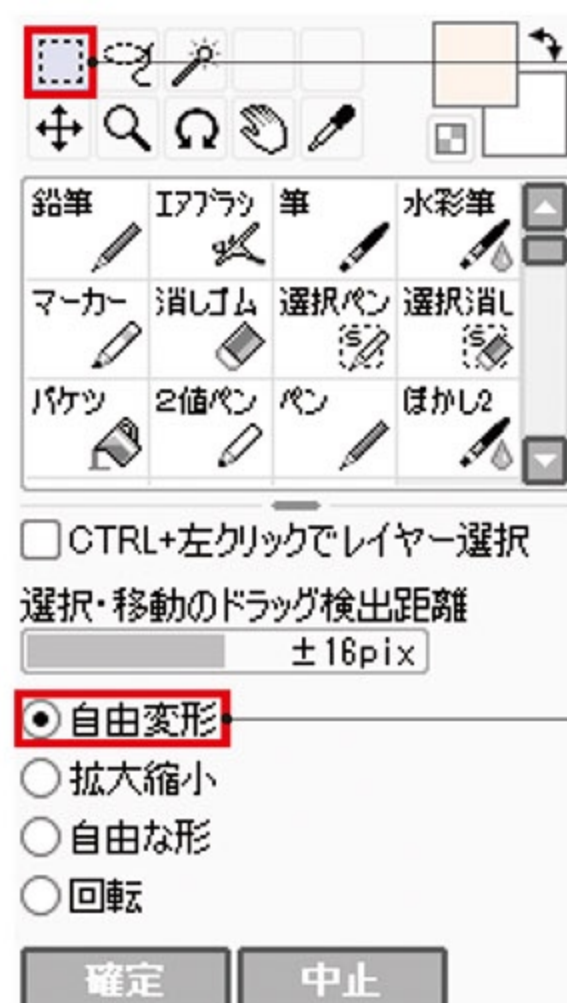 鉛筆 エアブラシ 筆 水彩筆
マーカー 消しゴム 選択ペン 選択消し
バケツ 2値ペン ペン ぼかし2
CTRL+左クリックでレイヤー選択
選択・移動のドラッグ検出距離
±16pix
自由変形
拡大縮小
自由な形
回転
確定 中止